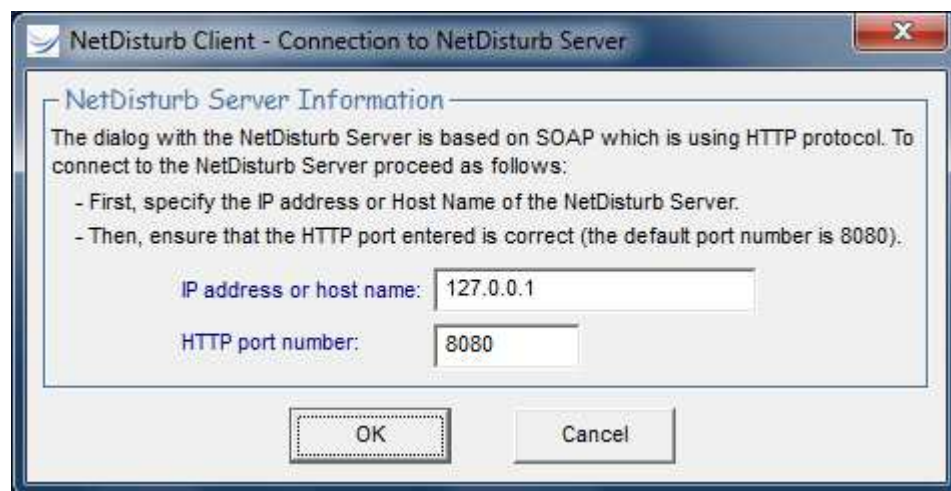 NetDisturb Client - Connection to NetDisturb Server
NetDisturb Server Information
The dialog with the NetDisturb Server is based on SOAP which is using HTTP protocol. To
connect to the NetDisturb Server proceed as follows:
- First, specify the IP address or Host Name of the NetDisturb Server.
- Then, ensure that the HTTP port entered is correct (the default port number is 8080).
IP address or host name: 127.0.0.1
HTTP port number: 8080
OK Cancel